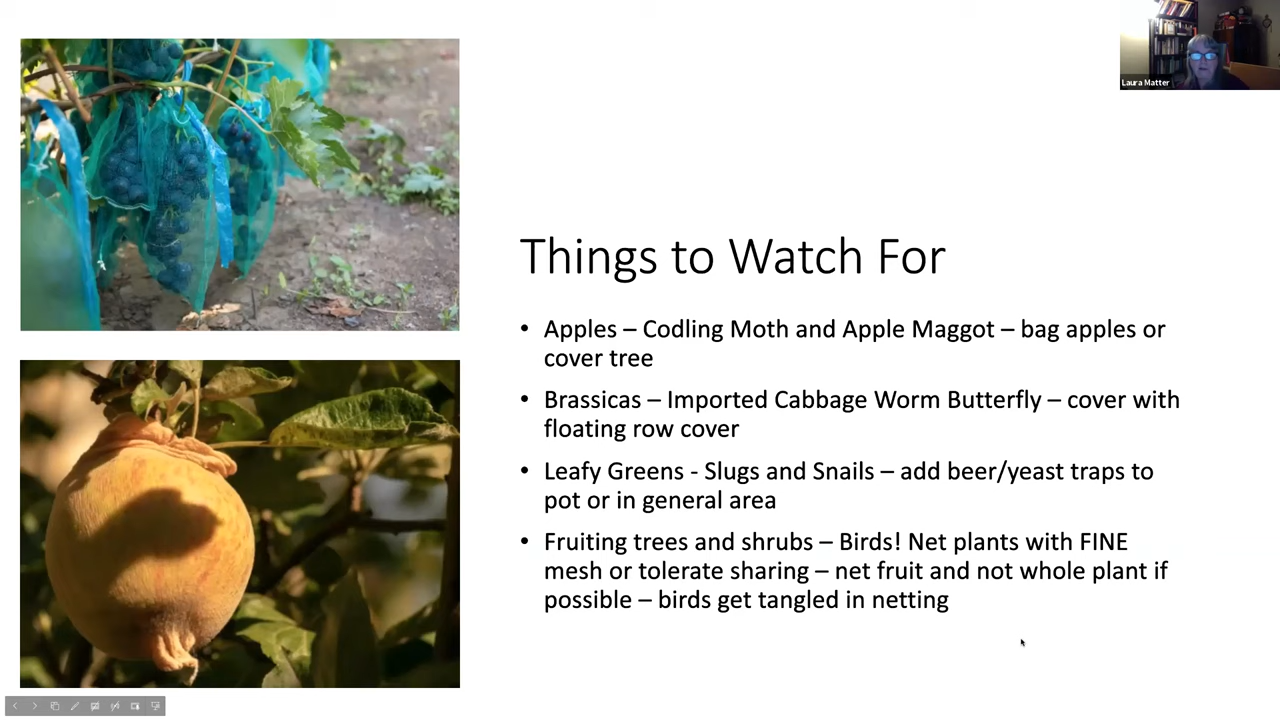 Laura Matter
Things to Watch For
• Apples – Codling Moth and Apple Maggot – bag apples or
cover tree
• Brassicas – Imported Cabbage Worm Butterfly – cover with
floating row cover
• Leafy Greens - Slugs and Snails – add beer/yeast traps to
pot or in general area
• Fruiting trees and shrubs – Birds! Net plants with FINE
mesh or tolerate sharing – net fruit and not whole plant if
possible – birds get tangled in netting